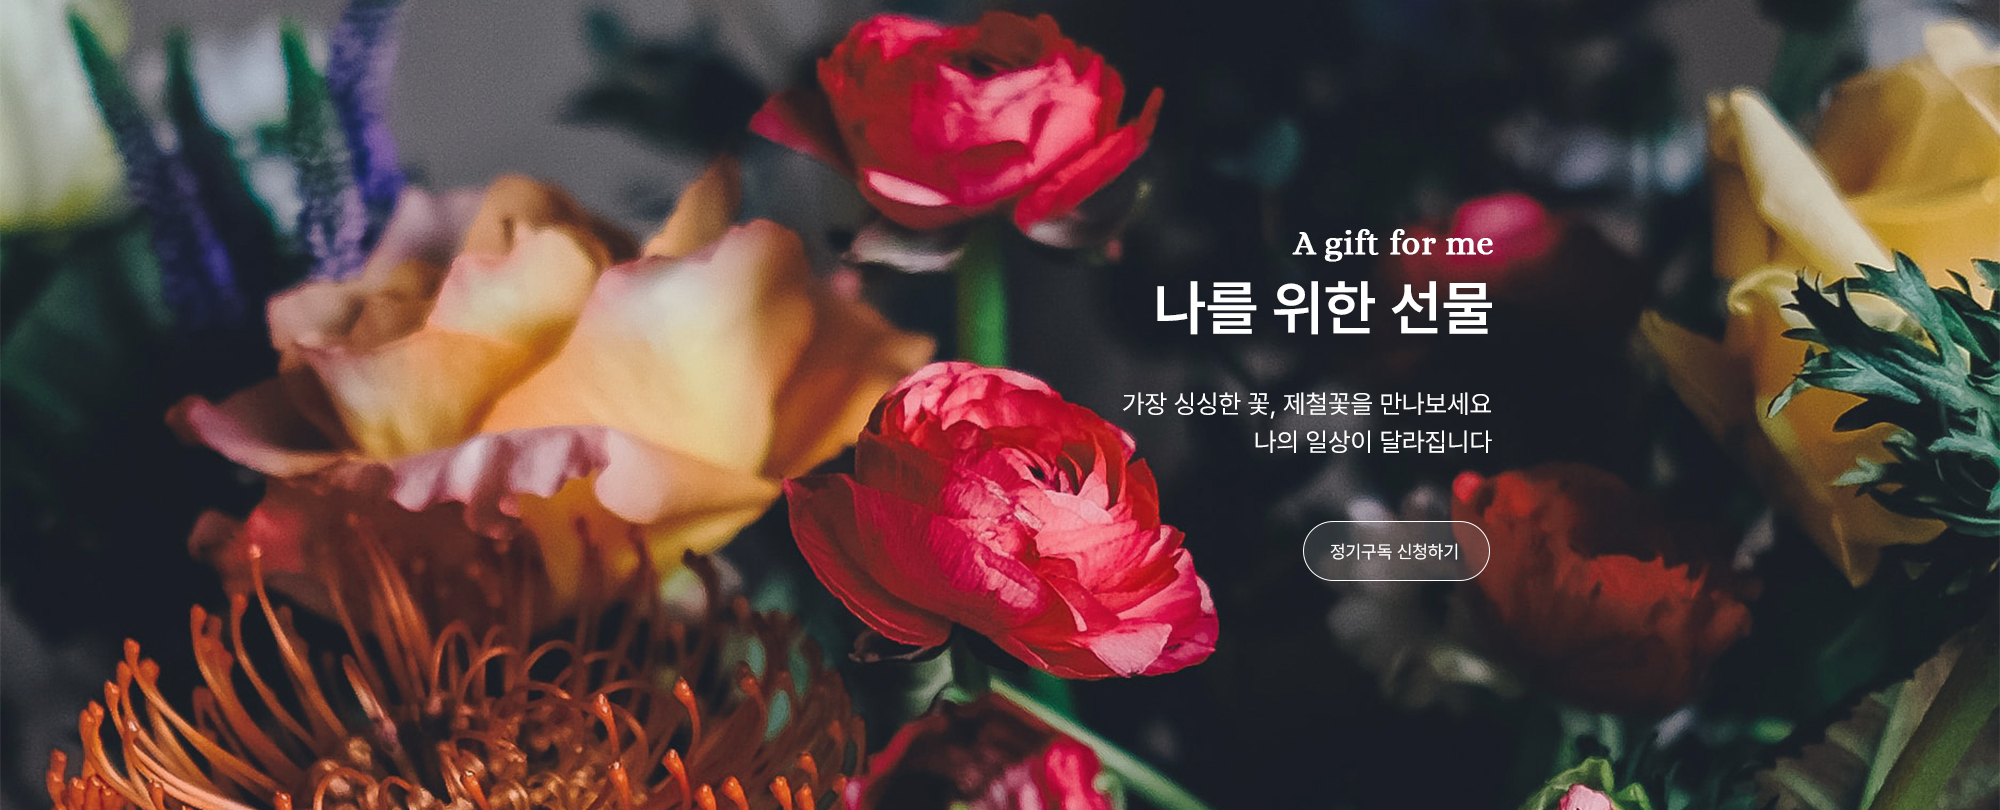 A gift for me
나를 위한 선물
가장 싱싱한 꽃, 제철꽃을 만나보세요
나의 일상이 달라집니다
정기구독 신청하기